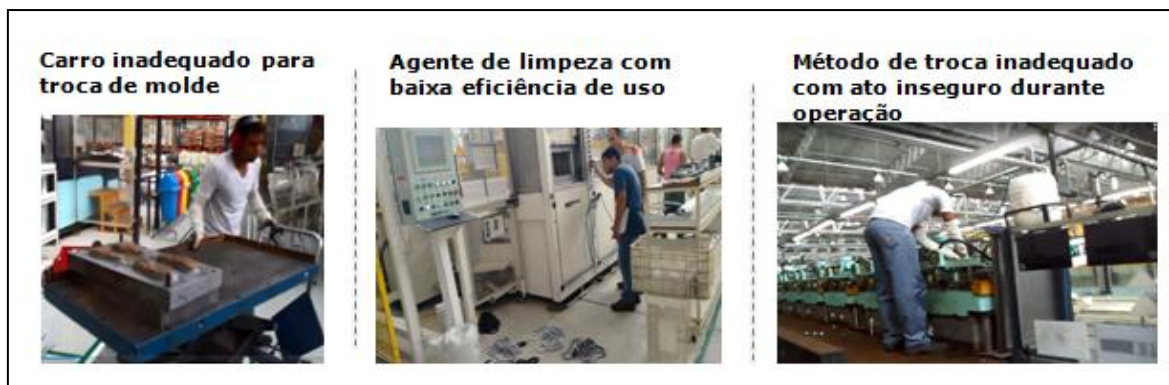 Carro inadequado para
troca de molde
Agente de limpeza com
baixa eficiência de uso
Método de troca inadequado
com ato inseguro durante
operação